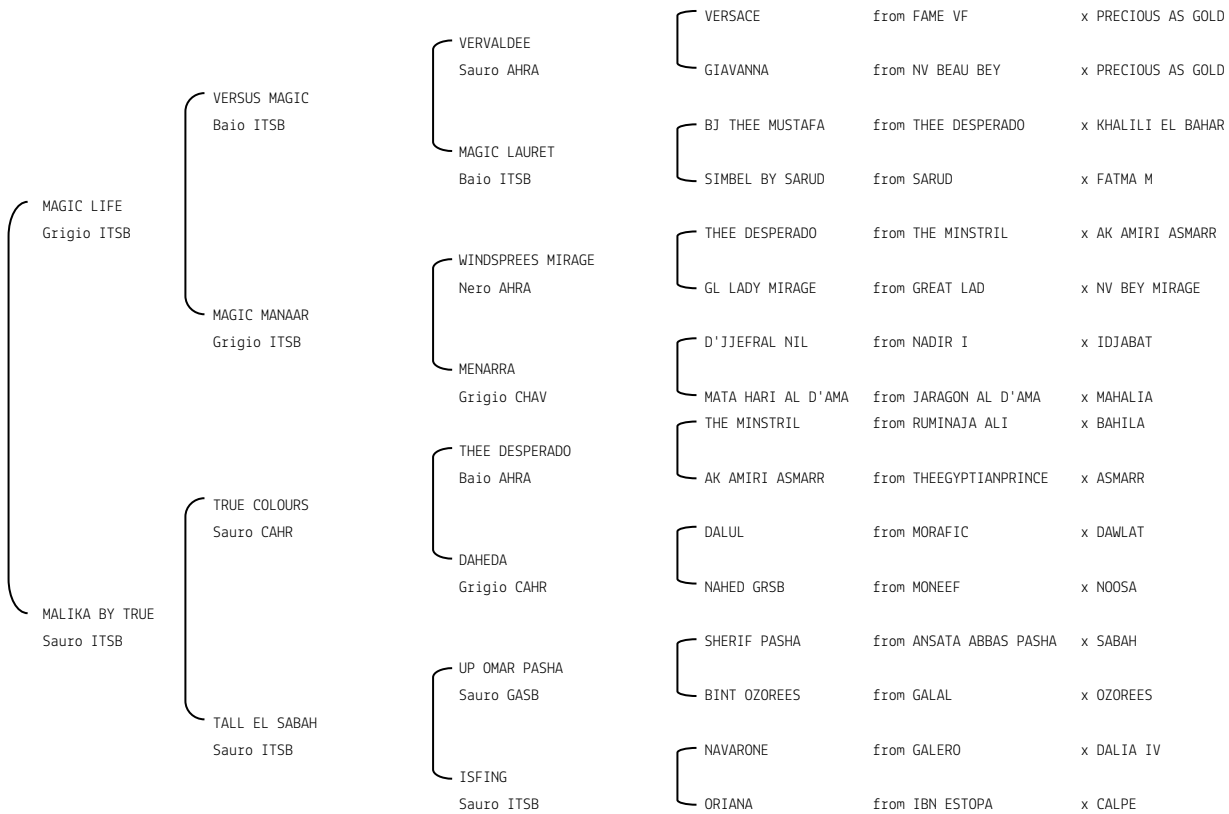 VERSACE from FAME VF x PRECIOUS AS GOLD
VERVALDEE
Sauro AHRA
GIAVANNA from NV BEAU BEY x PRECIOUS AS GOLD
VERSUS MAGIC
Baio ITSB
BJ THEE MUSTAFA from THEE DESPERADO x KHALILI EL BAHAR
MAGIC LAURET
Baio ITSB
SIMBEL BY SARUD from SARUD x FATMA M
MAGIC LIFE
Grigio ITSB
THEE DESPERADO from THE MINSTRIL x AK AMIRI ASMARR
WINDSPREES MIRAGE
Nero AHRA
GL LADY MIRAGE from GREAT LAD x NV BEY MIRAGE
MAGIC MANAAR
Grigio ITSB
D'JJEFRAL NIL from NADIR I x IDJABAT
MENARRA
Grigio CHAV
MATA HARI AL D'AMA from JARAGON AL D'AMA x MAHALIA
THE MINSTRIL from RUMINAJA ALI x BAHILA
THEE DESPERADO
Baio AHRA
AK AMIRI ASMARR from THEEGYPTIANPRINCE x ASMARR
TRUE COLOURS
Sauro CAHR
DALUL from MORAFIC x DAWLAT
DAHEDA
Grigio CAHR
NAHED GRSB from MONEEF x NOOSA
MALIKA BY TRUE
Sauro ITSB
SHERIF PASHA from ANSATA ABBAS PASHA x SABAH
UP OMAR PASHA
Sauro GASB
BINT OZOREES from GALAL x OZOREES
TALL EL SABAH
Sauro ITSB
NAVARONE from GALERO x DALIA IV
ISFING
Sauro ITSB
ORIANA from IBN ESTOPA x CALPE